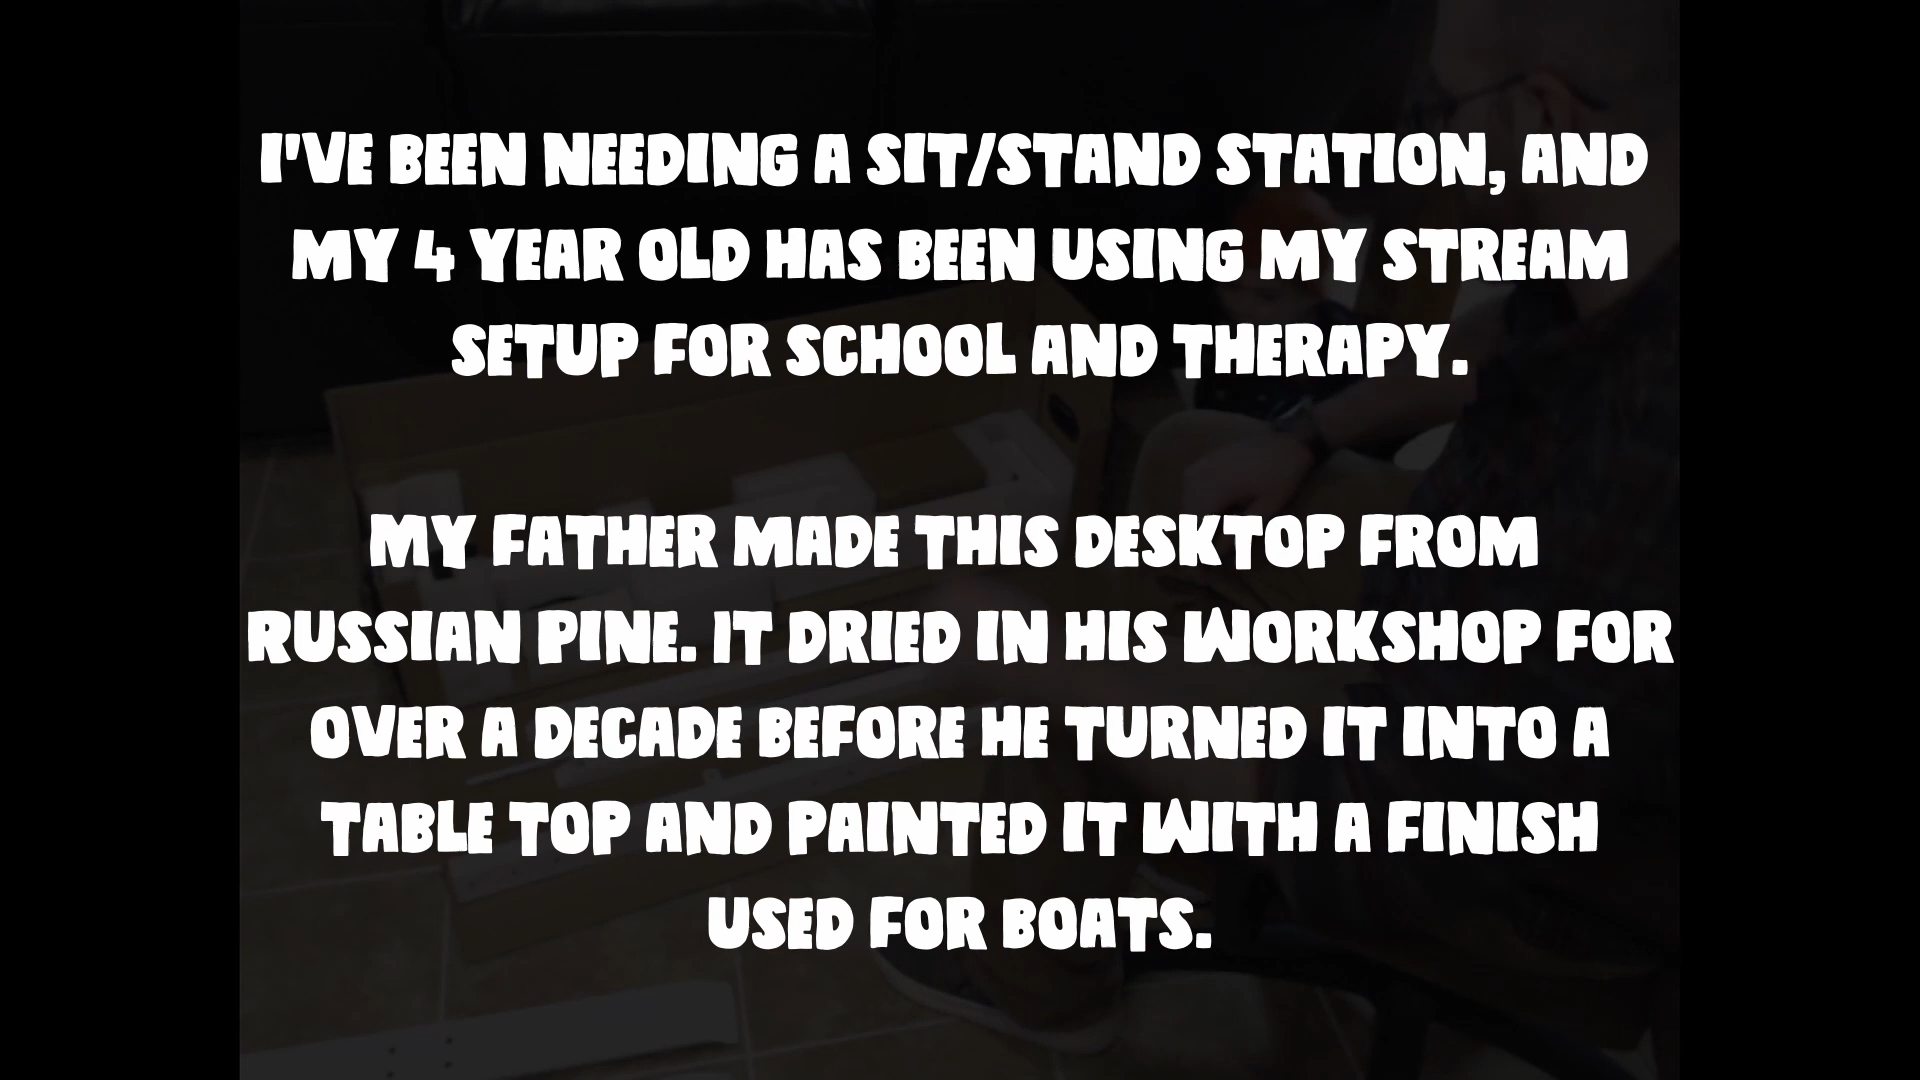 I'VE BEEN NEEDING A SIT/STAND STATION, AND
MY 4 YEAR OLD HAS BEEN USING MY STREAM
SETUP FOR SCHOOL AND THERAPY.
MY FATHER MADE THIS DESKTOP FROM
RUSSIAN PINE. IT DRIED IN HIS WORKSHOP FOR
OVER A DECADE BEFORE HE TURNED IT INTO A
TABLE TOP AND PAINTED IT WITH A FINISH
USED FOR BOATS.